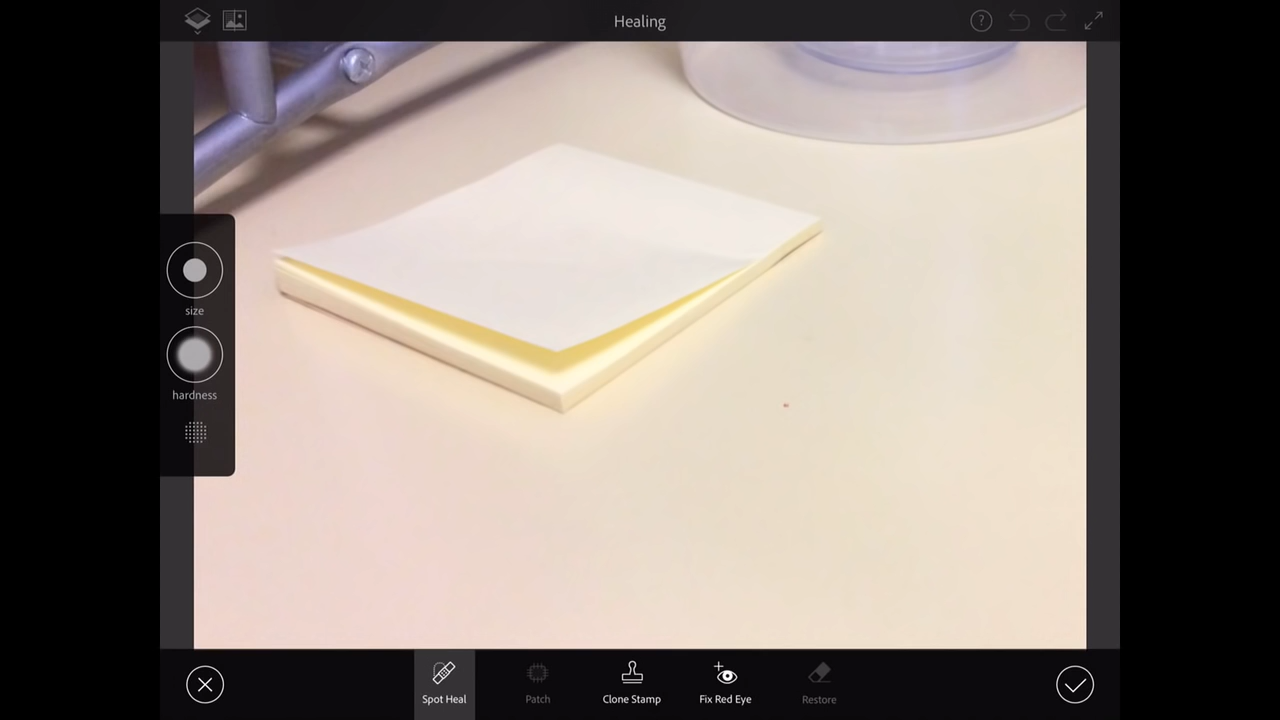 Healing
?
size
hardness
Spot Heal
Patch
Clone Stamp
Fix Red Eye
Restore